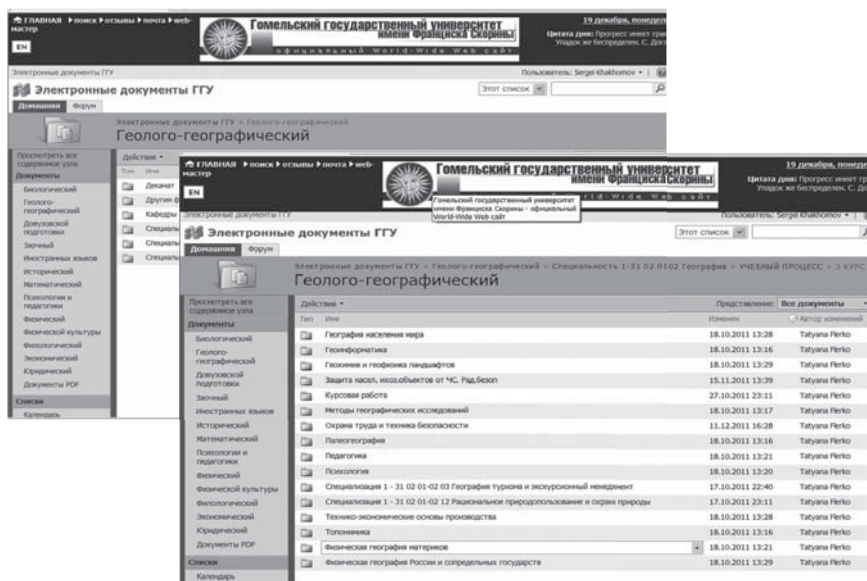 ГЛАВНАЯ поиск отзывы почта web-мастер
EN
Гомельский государственный университет
имени Франциска Скорины
официальный World-Wide Web сайт
19 декабря, понедел
Цитата дня: Прогресс имеет гран
Упадок же беспределен. С. Дог
Электронные документы ГГУ
Пользователь: Sergei Khakhomov
Электронные документы ГГУ
Этот список
Домашняя Форум
Электронные документы ГГУ > Геолого-географический
Геолого-географический
Просмотреть все содержимое узла
Документы
Биологический
Геолого-географический
Довузовской подготовки
Заочный
Иностранных языков
Исторический
Математический
Психологии и педагогики
Физический
Физической культуры
Филологический
Экономический
Юридический
Документы PDF
Списки
Календарь
Действия
Тип Имя
Деканат
Другие ф
Кафедры
Специаль
Специаль
Специаль
ГЛАВНАЯ поиск отзывы почта web-мастер
EN
Гомельский государственный университет
имени Франциска Скорины
19 декабря, понеде
Цитата дня: Прогресс имеет гр
Упадок же беспределен. С. Д
Гомельский государственный университет
имени Франциска Скорины - официальный
World-Wide Web сайт
Электронные документы ГГУ
Пользователь: Sergei Khakhomov
Электронные документы ГГУ
Этот список
Домашняя Форум
Электронные документы ГГУ > Геолого-географический > Специальность 1-31 02 0102 География > УЧЕБНЫЙ ПРОЦЕСС > 3 КУРС
Геолого-географический
Просмотреть все содержимое узла
Документы
Биологический
Геолого-географический
Довузовской подготовки
Заочный
Иностранных языков
Исторический
Математический
Психологии и педагогики
Физический
Физической культуры
Филологический
Экономический
Юридический
Документы PDF
Списки
Календарь
Действия Представление: Все документы
Тип Имя Изменен Автор изменений
География населения мира 18.10.2011 13:28 Tatyana Flerko
Геоинформатика 18.10.2011 13:16 Tatyana Flerko
Геохимия и геофизика ландшафтов 18.10.2011 13:29 Tatyana Flerko
Защита насел. ихоз.объектов от ЧС. Рад.безоп 15.11.2011 13:39 Tatyana Flerko
Курсовая работа 27.10.2011 23:11 Tatyana Flerko
Методы географических исследований 18.10.2011 13:17 Tatyana Flerko
Охрана труда и техника безопасности 11.12.2011 16:28 Tatyana Flerko
Палеогеография 18.10.2011 13:16 Tatyana Flerko
Педагогика 18.10.2011 13:21 Tatyana Flerko
Психология 18.10.2011 13:20 Tatyana Flerko
Специализация 1 - 31 02 01-02 03 География туризма и экскурсионный менеджмент 17.10.2011 22:40 Tatyana Flerko
Специализация 1 - 31 02 01-02 12 Рациональное природопользование и охрана природы 17.10.2011 23:11 Tatyana Flerko
Технико-экономические основы производства 18.10.2011 13:28 Tatyana Flerko
Топонимика 18.10.2011 13:16 Tatyana Flerko
Физическая география материков 18.10.2011 13:21 Tatyana Flerko
Физическая география России и сопредельных государств 18.10.2011 13:29 Tatyana Flerko